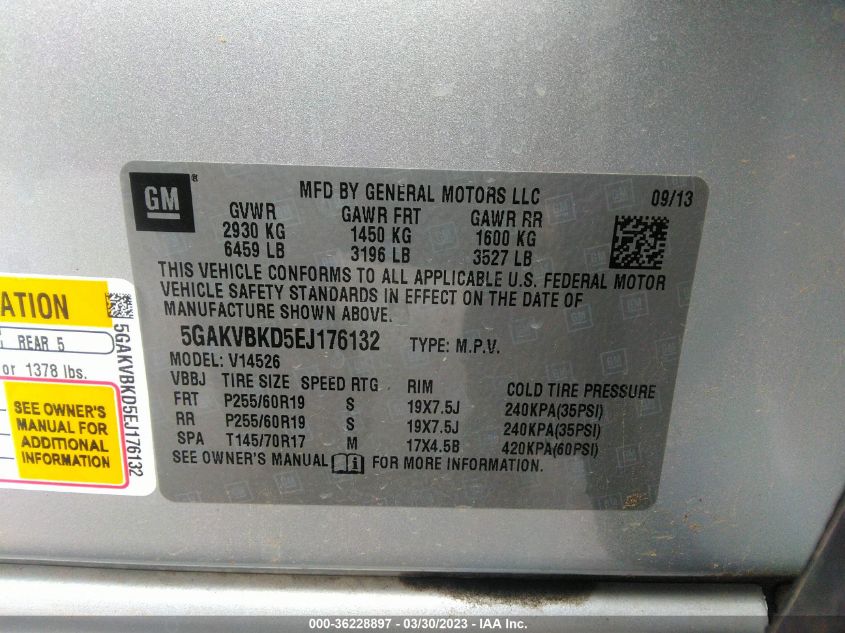 GM ®
MFD BY GENERAL MOTORS LLC 09/13
GVWR GAWR FRT GAWR RR
2930 KG 1450 KG 1600 KG
6459 LB 3196 LB 3527 LB
THIS VEHICLE CONFORMS TO ALL APPLICABLE U.S. FEDERAL MOTOR
VEHICLE SAFETY STANDARDS IN EFFECT ON THE DATE OF
MANUFACTURE SHOWN ABOVE.
5GAKVBKD5EJ176132 TYPE: M.P.V.
MODEL: V14526
VBBJ TIRE SIZE SPEED RTG RIM COLD TIRE PRESSURE
FRT P255/60R19 S 19X7.5J 240KPA(35PSI)
RR P255/60R19 S 19X7.5J 240KPA(35PSI)
SPA T145/70R17 M 17X4.5B 420KPA(60PSI)
SEE OWNER'S MANUAL FOR MORE INFORMATION.
REAR 5
or 1378 lbs.
SEE OWNER'S
MANUAL FOR
ADDITIONAL
INFORMATION
5GAKVBKD5EJ176132
000-36228897 - 03/30/2023 - IAA Inc.